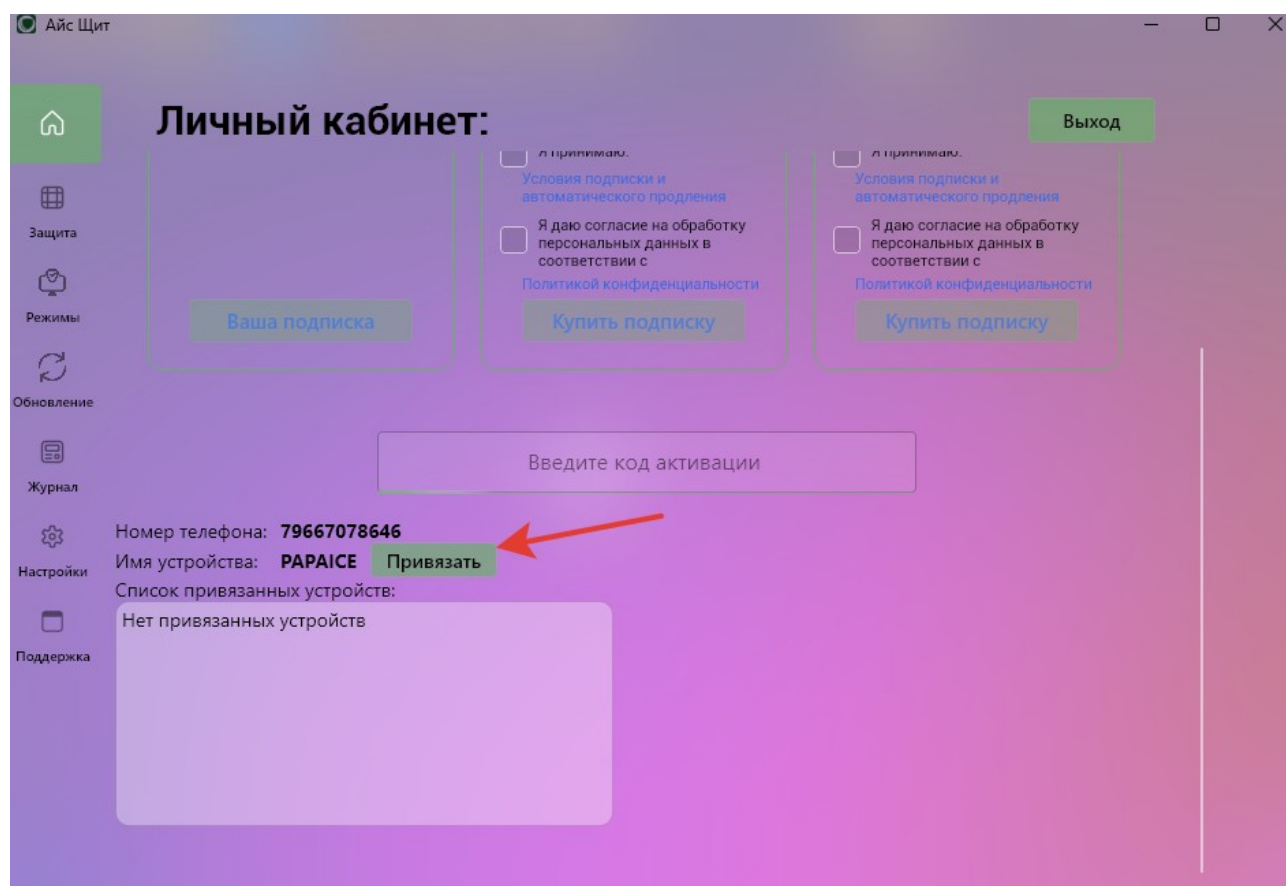 Айс Щит
Личный кабинет:
Выход
Защита
Режимы
Обновление
Журнал
Настройки
Поддержка
Я принимаю:
Условия подписки и
автоматического продления
Я даю согласие на обработку
персональных данных в
соответствии с
Политикой конфиденциальности
Я принимаю:
Условия подписки и
автоматического продления
Я даю согласие на обработку
персональных данных в
соответствии с
Политикой конфиденциальности
Ваша подписка
Купить подписку
Купить подписку
Введите код активации
Номер телефона: 79667078646
Имя устройства: PAPAICE Привязать
Список привязанных устройств:
Нет привязанных устройств